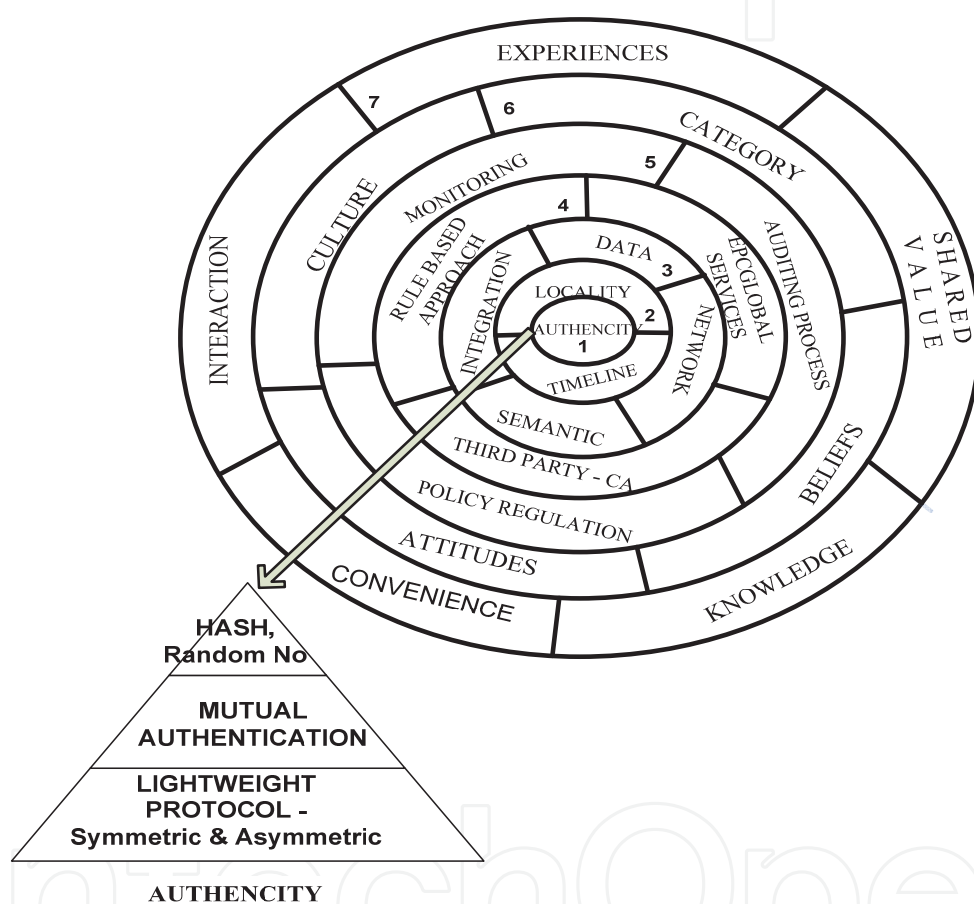 EXPERIENCES
7
6
CATEGORY
5
MONITORING
CULTURE
4
RULE BASED
APPROACH
DATA
3
EPCGLOBAL
SERVICES
AUDITING PROCESS
SHARED
VALUE
INTERACTION
INTEGRATION
LOCALITY
2
AUTHENCITY
1
NETWORK
TIMELINE
SEMANTIC
THIRD PARTY - CA
POLICY REGULATION
BELIEFS
ATTITUDES
CONVENIENCE
KNOWLEDGE
HASH,
Random No
MUTUAL
AUTHENTICATION
LIGHTWEIGHT
PROTOCOL -
Symmetric & Asymmetric
AUTHENCITY